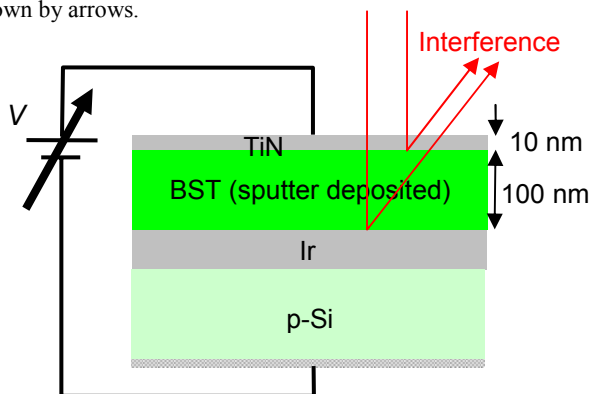 own by arrows.
Interference
V
TiN
10 nm
BST (sputter deposited)
100 nm
Ir
p-Si